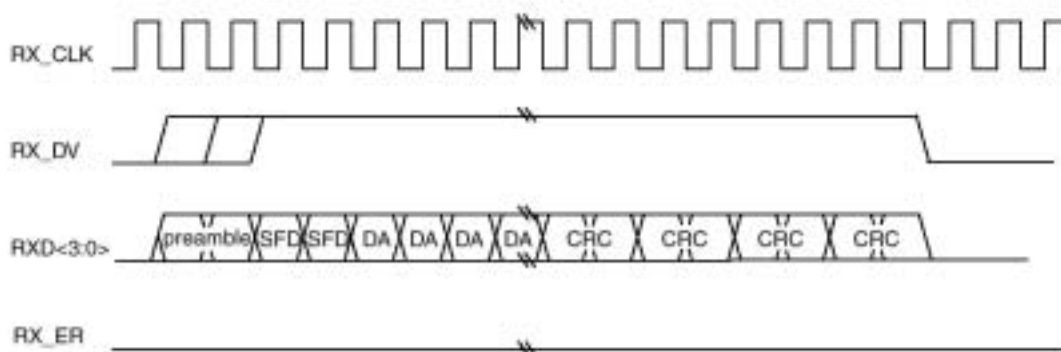 RX_CLK
RX_DV
RXD<3:0> preamble SFD SFD DA DA DA DA CRC CRC CRC CRC
RX_ER